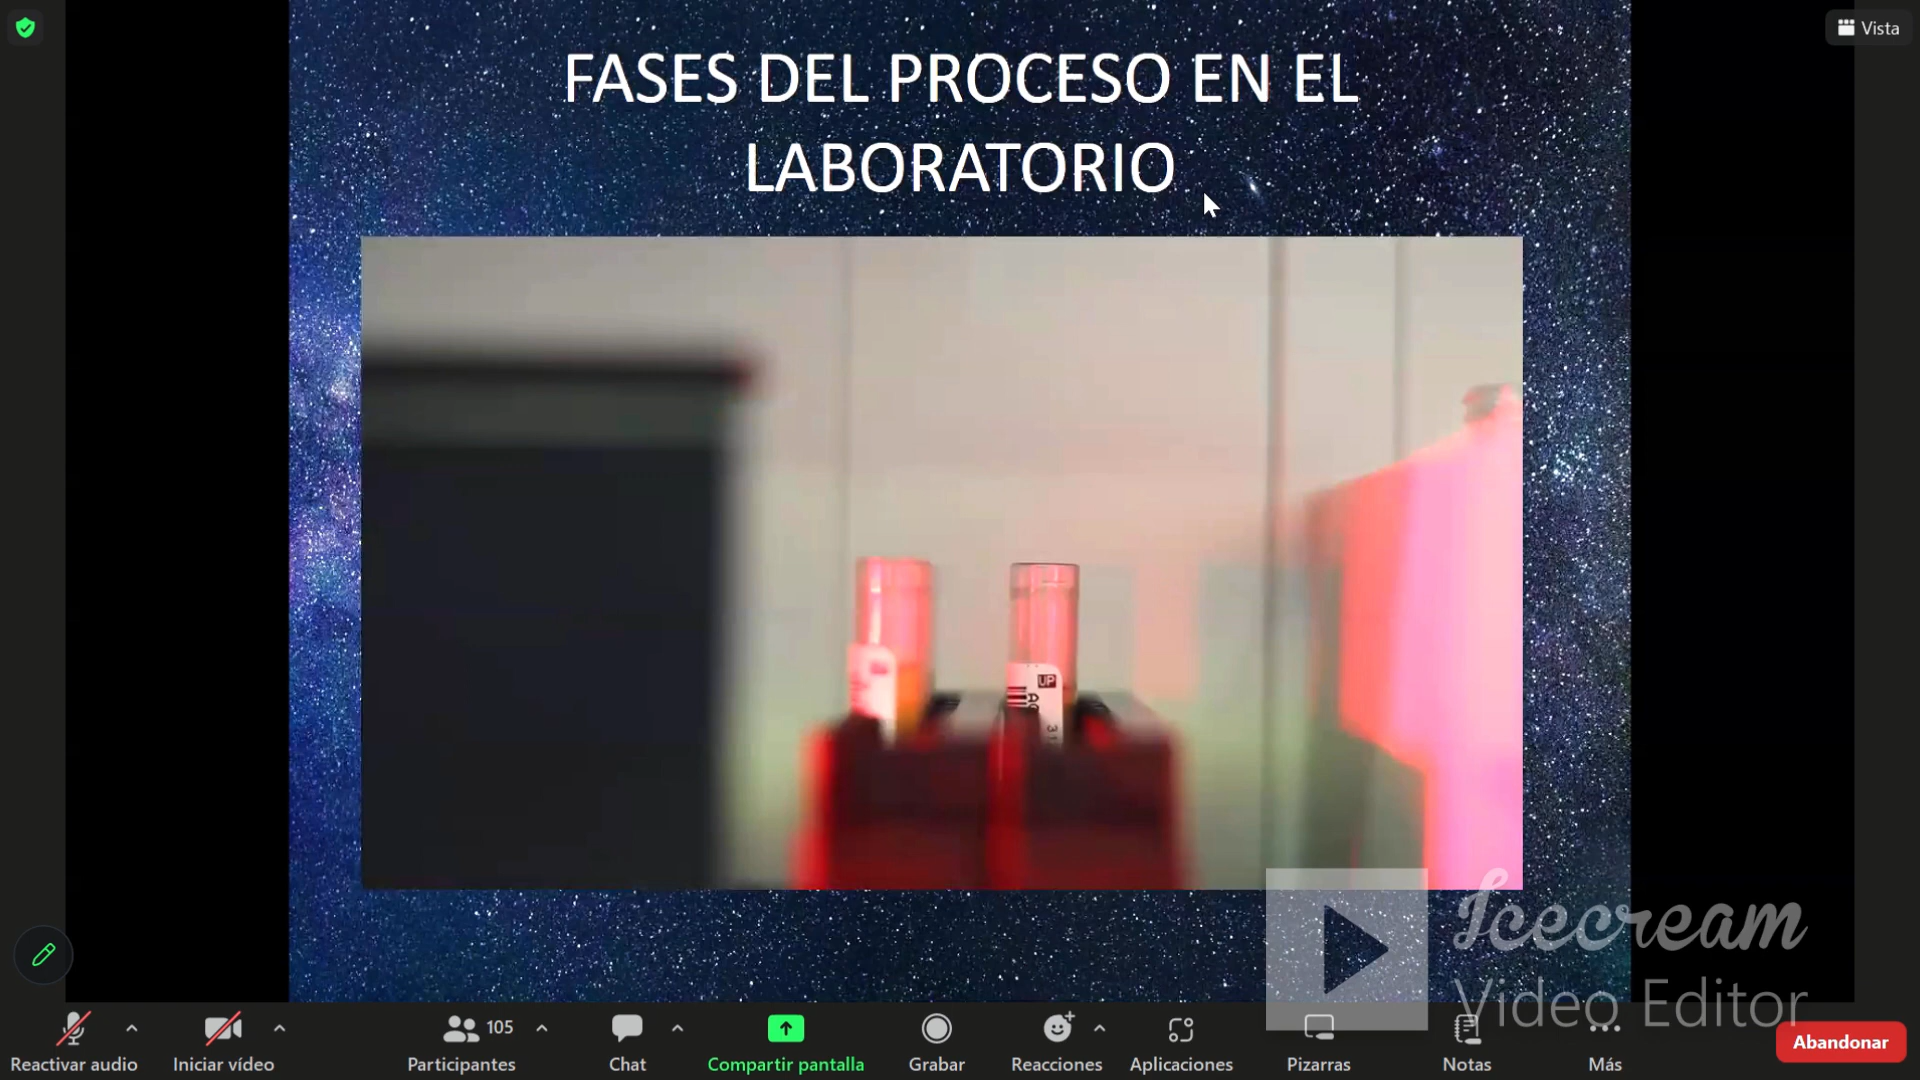 Vista
FASES DEL PROCESO EN EL
LABORATORIO
UP
Icecream
Video Editor
105
Reactivar audio
Iniciar vídeo
Participantes
Chat
Compartir pantalla
Grabar
Reacciones
Aplicaciones
Pizarras
Notas
Más
Abandonar